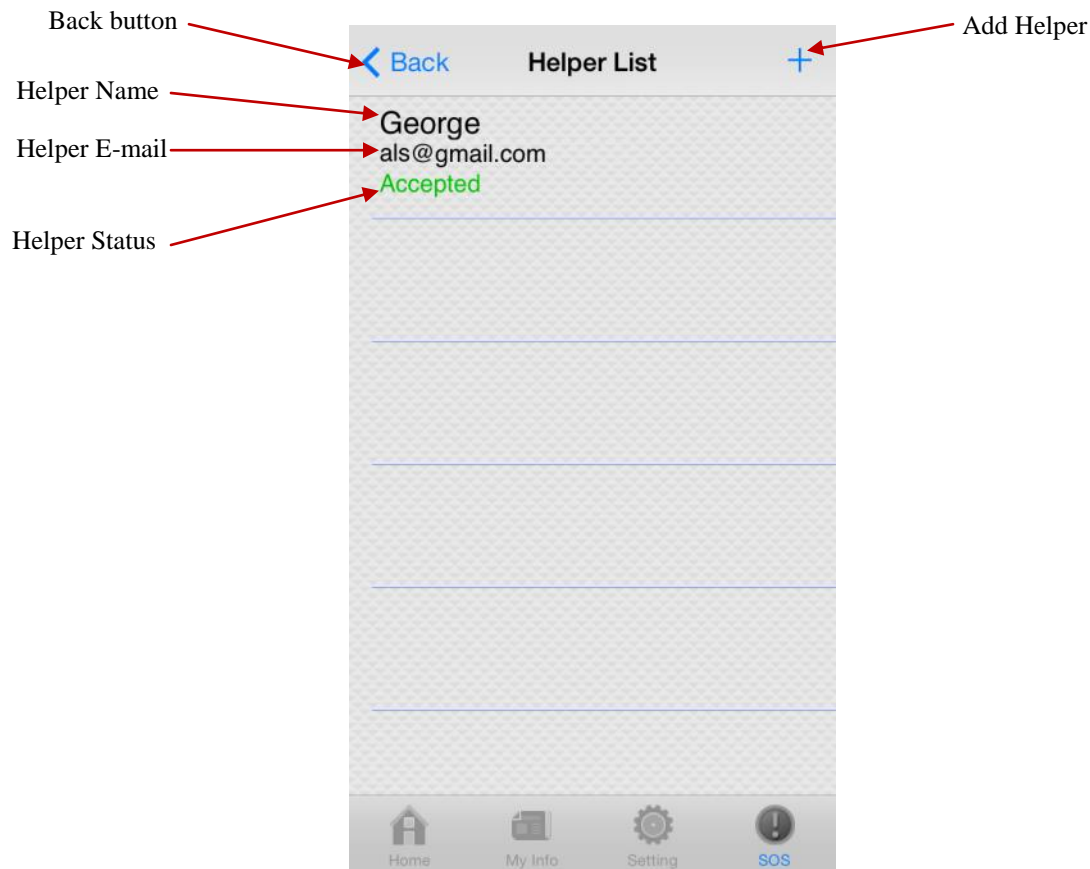 Back button
Add Helper
Back Helper List +
Helper Name
George
Helper E-mail
als@gmail.com
Accepted
Helper Status
Home My Info Setting SOS